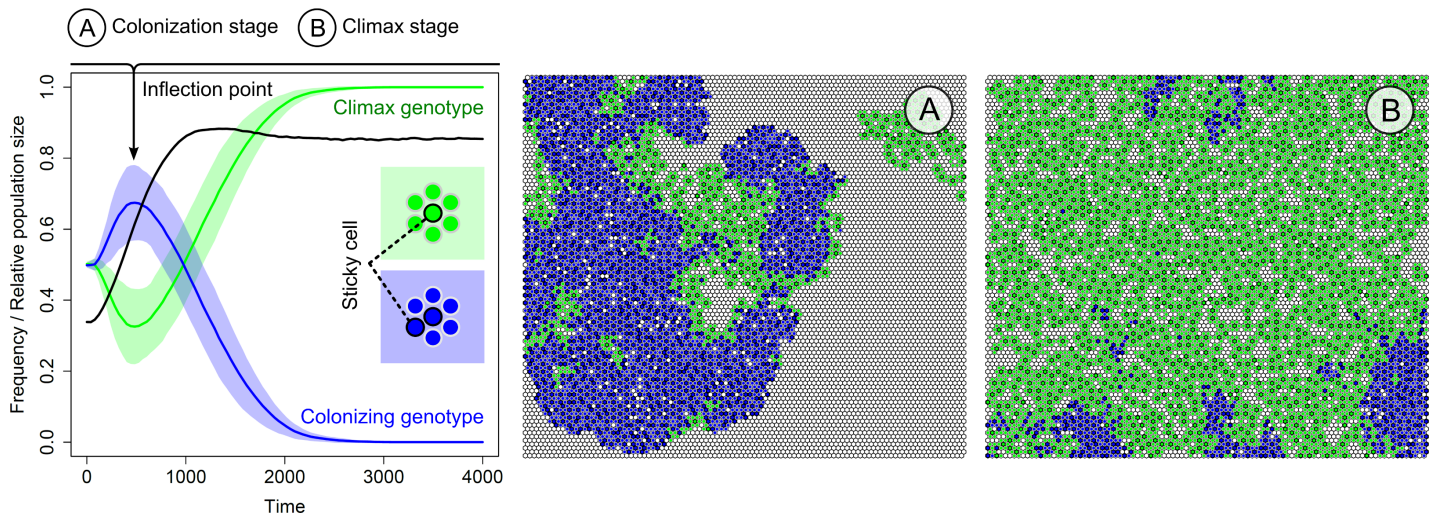 A Colonization stage
B Climax stage
Inflection point
Climax genotype
Sticky cell
Colonizing genotype
Frequency / Relative population size
0.0
0.2
0.4
0.6
0.8
1.0
0
1000
2000
3000
4000
Time
A
B